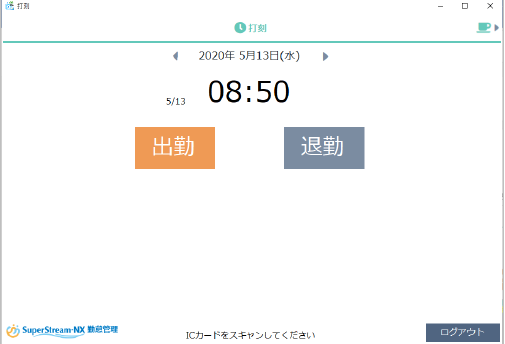 打刻
打刻
2020年 5月13日(水)
5/13 08:50
出勤 退勤
SuperStream-NX 勤怠管理
ICカードをスキャンしてください
ログアウト